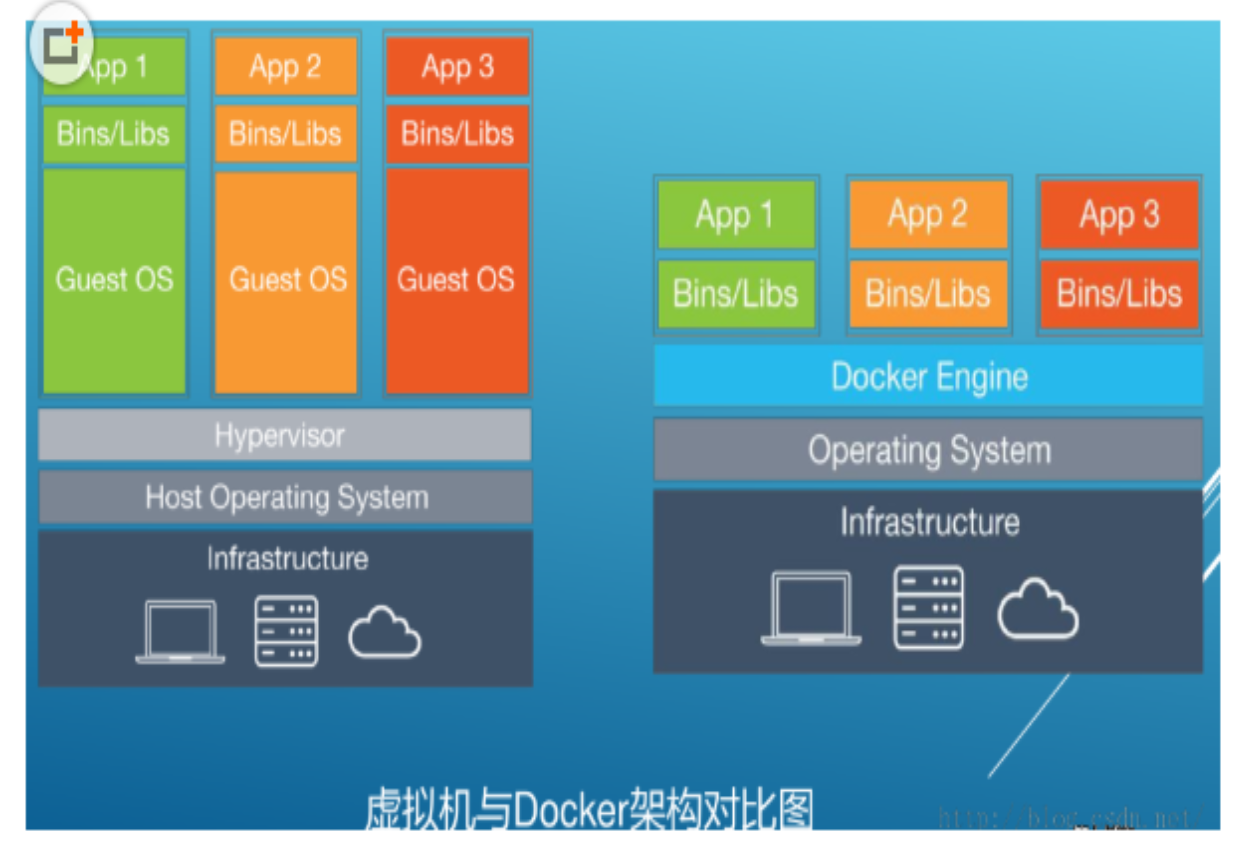 App 1 App 2 App 3
Bins/Libs Bins/Libs Bins/Libs
Guest OS Guest OS Guest OS
Hypervisor
Host Operating System
Infrastructure
App 1 App 2 App 3
Bins/Libs Bins/Libs Bins/Libs
Docker Engine
Operating System
Infrastructure
虚拟机与Docker架构对比图
http://blog.csdn.net/